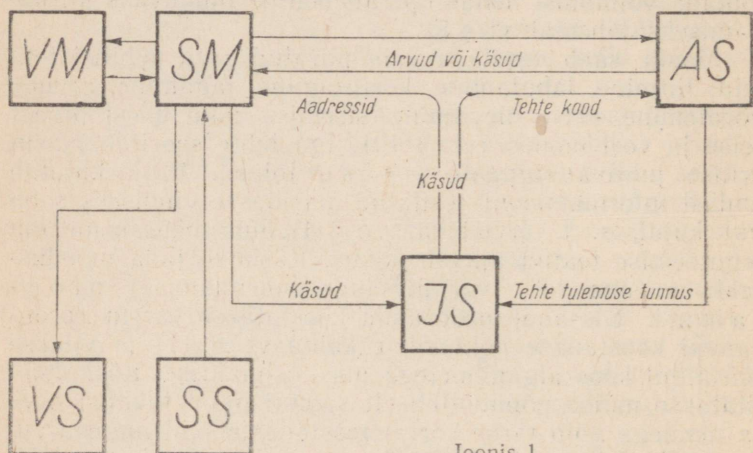 VM
SM
AS
Arvud või käsud
Aadressid
Tehte kood
Käsud
Käsud
JS
Tehte tulemuse tunnus
VS
SS
Joonis 1